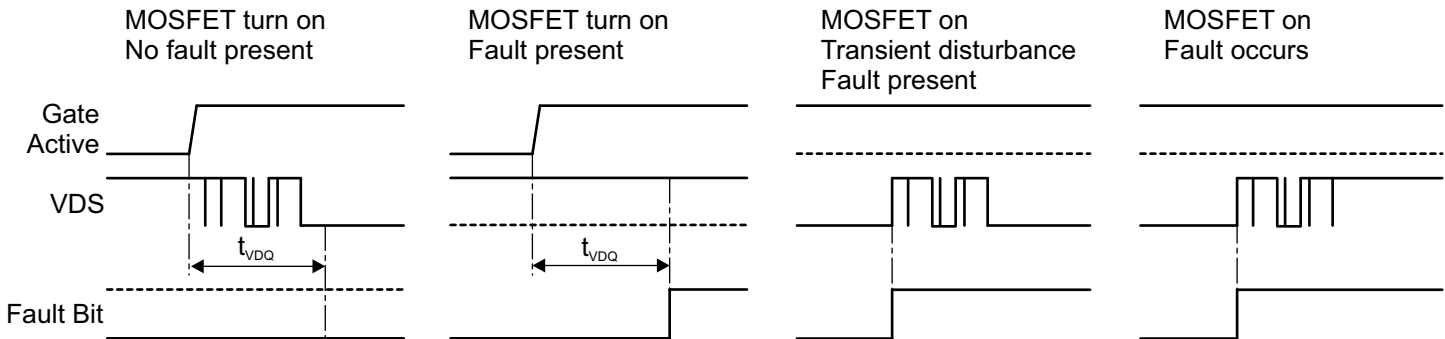 MOSFET turn on
No fault present
MOSFET turn on
Fault present
MOSFET on
Transient disturbance
Fault present
MOSFET on
Fault occurs
Gate
Active
VDS
tVDQ
tVDQ
Fault Bit